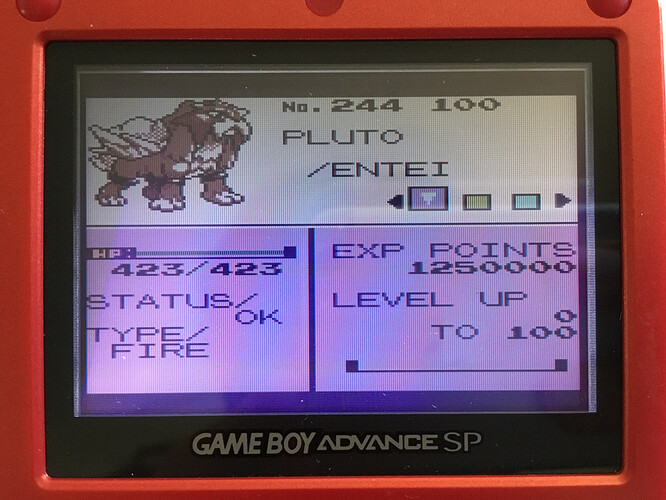 No.244 100
PLUTO
/ENTEI
HP:
423/423
STATUS/
OK
TYPE/
FIRE
EXP POINTS
1250000
LEVEL UP
0
TO 100
GAME BOY ADVANCE SP